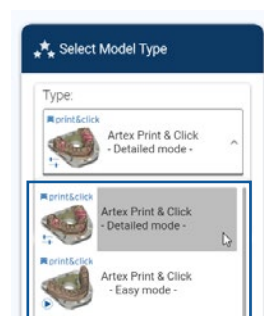 Select Model Type
Type:
print&click
Artex Print & Click
- Detailed mode -
print&click
Artex Print & Click
- Detailed mode -
print&click
Artex Print & Click
- Easy mode -